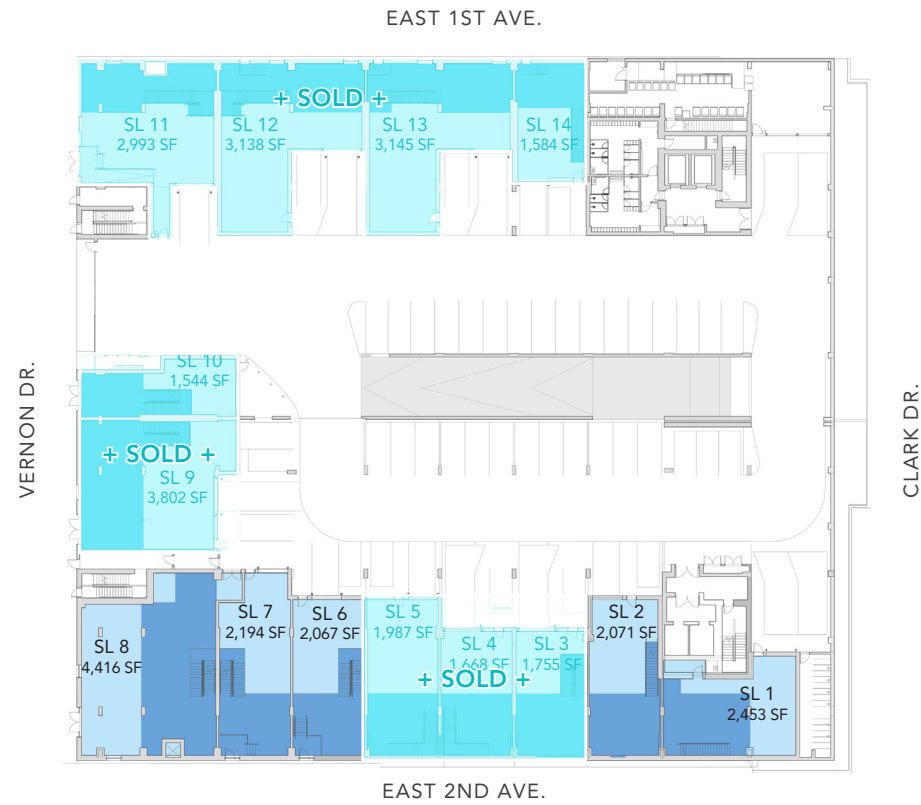 EAST 1ST AVE.
+ SOLD +
SL 11
2,993 SF
SL 12
3,138 SF
SL 13
3,145 SF
SL 14
1,584 SF
VERNON DR.
CLARK DR.
SL 10
1,544 SF
+ SOLD +
SL 9
3,802 SF
SL 8
4,416 SF
SL 7
2,194 SF
SL 6
2,067 SF
SL 5
1,987 SF
SL 4
1,668 SF
SL 3
1,755 SF
+ SOLD +
SL 2
2,071 SF
SL 1
2,453 SF
EAST 2ND AVE.